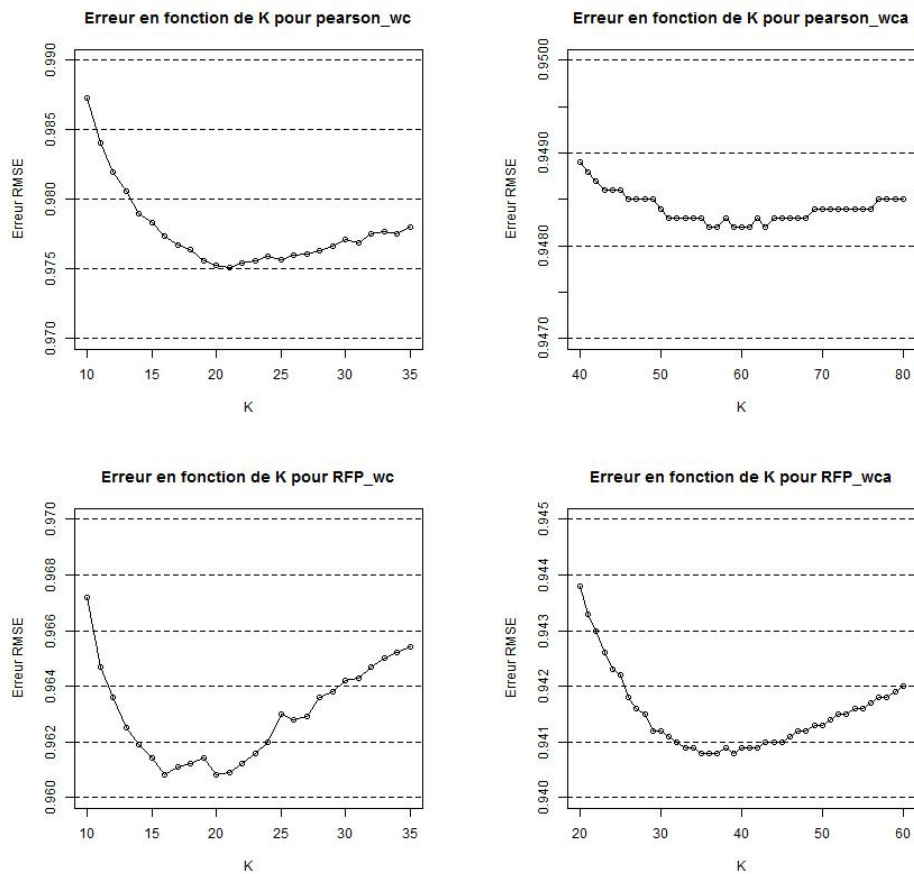 Erreur en fonction de K pour pearson_wc
Erreur RMSE
0.990
0.985
0.980
0.975
0.970
10 15 20 25 30 35
K
Erreur en fonction de K pour pearson_wca
Erreur RMSE
0.9500
0.9490
0.9480
0.9470
40 50 60 70 80
K
Erreur en fonction de K pour RFP_wc
Erreur RMSE
0.970
0.968
0.966
0.964
0.962
0.960
10 15 20 25 30 35
K
Erreur en fonction de K pour RFP_wca
Erreur RMSE
0.945
0.944
0.943
0.942
0.941
0.940
20 30 40 50 60
K